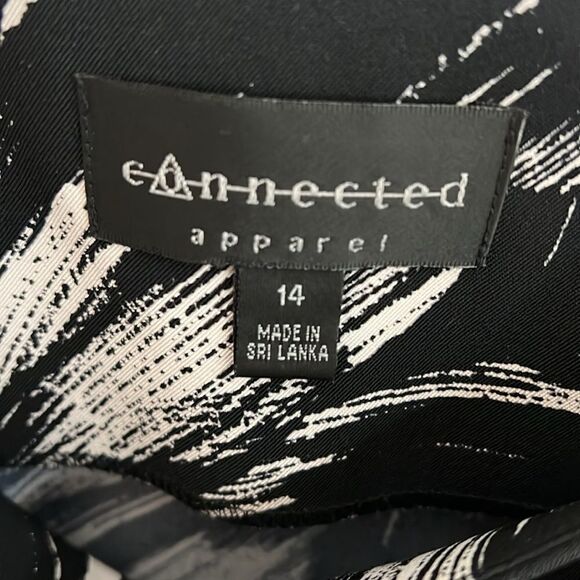 connected
apparel
14
MADE IN
SRI LANKA